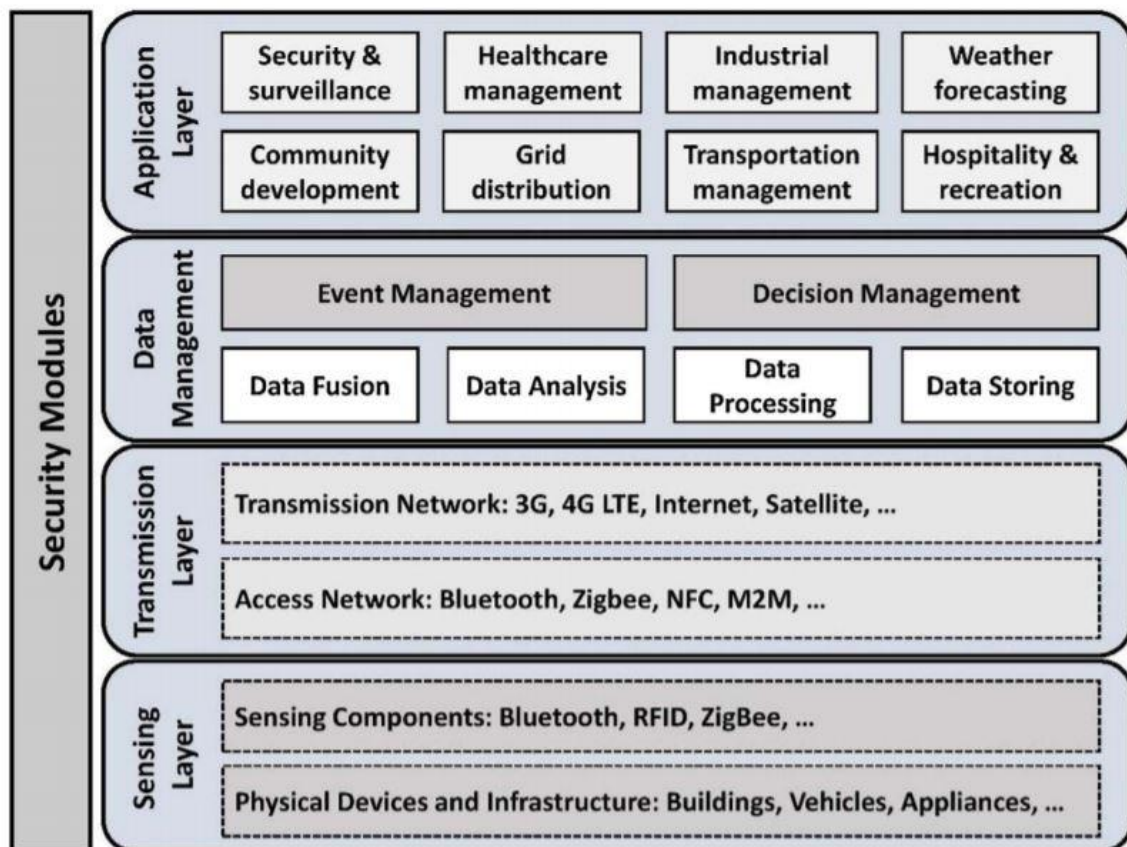 Security Modules
Application
Layer
Security &
surveillance
Healthcare
management
Industrial
management
Weather
forecasting
Community
development
Grid
distribution
Transportation
management
Hospitality &
recreation
Data
Management
Event Management
Decision Management
Data Fusion
Data Analysis
Data
Processing
Data Storing
Transmission
Layer
Transmission Network: 3G, 4G LTE, Internet, Satellite, ...
Access Network: Bluetooth, Zigbee, NFC, M2M, ...
Sensing
Layer
Sensing Components: Bluetooth, RFID, ZigBee, ...
Physical Devices and Infrastructure: Buildings, Vehicles, Appliances, ...